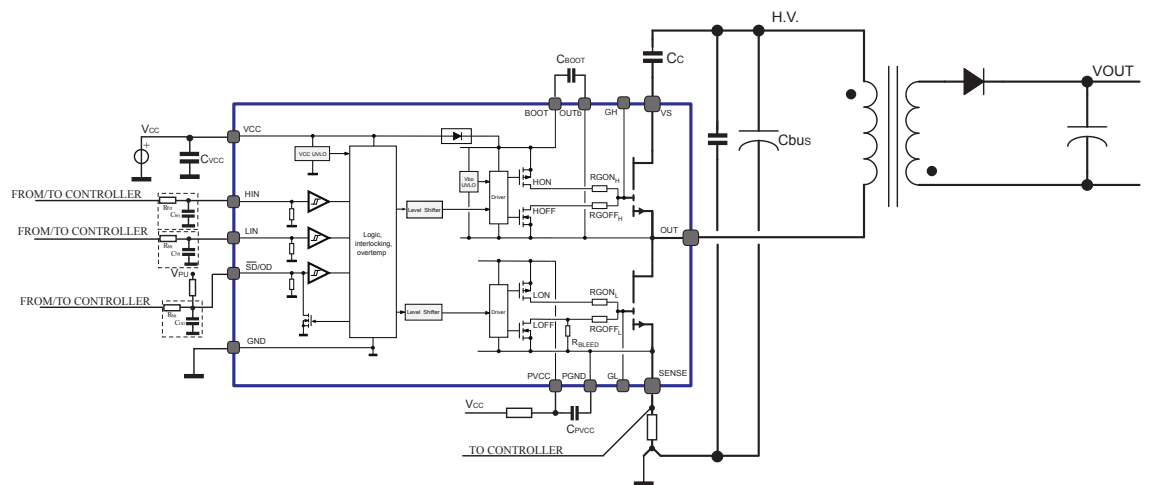 H.V.
CBOOT
CC
BOOT
OUTb
GH
VS
VOUT
VCC
VCC
CVCC
VCC UVLO
Cbus
FROM/TO CONTROLLER
HIN
Vbo UVLO
HON
RGONH
Driver
HOFF
RGOFFH
Level Shifter
FROM/TO CONTROLLER
LIN
Logic, interlocking, overtemp
OUT
SD/OD
VPU
FROM/TO CONTROLLER
LON
RGONL
Level Shifter
Driver
LOFF
RGOFFL
RBLEED
GND
PVCC
PGND
GL
SENSE
VCC
CPVCC
TO CONTROLLER